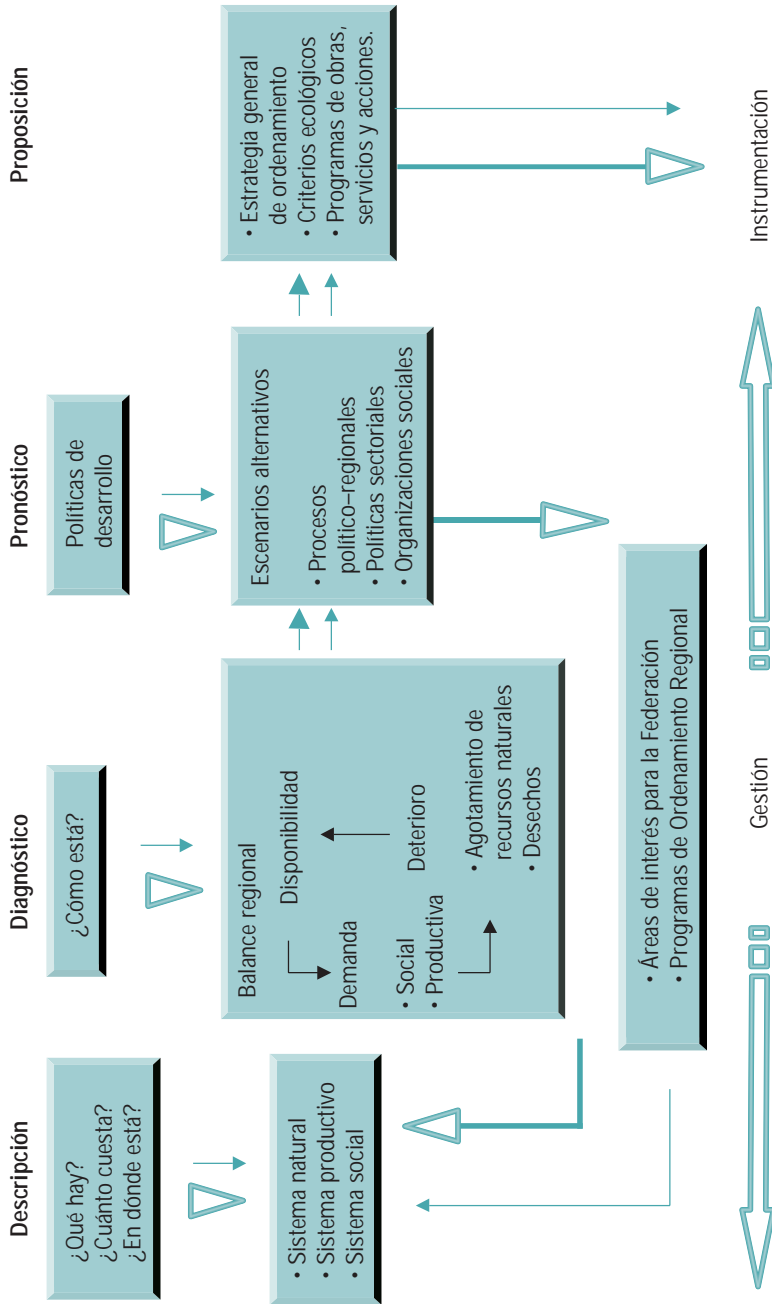 Descripción
Diagnóstico
Pronóstico
Proposición
¿Qué hay?
¿Cuánto cuesta?
¿En dónde está?
¿Cómo está?
Políticas de
desarrollo
• Sistema natural
• Sistema productivo
• Sistema social
Balance regional
Disponibilidad
Demanda
Deterioro
• Social
• Productiva
• Agotamiento de
recursos naturales
• Desechos
Escenarios alternativos
• Procesos
político–regionales
• Políticas sectoriales
• Organizaciones sociales
• Estrategia general
de ordenamiento
• Criterios ecológicos
• Programas de obras,
servicios y acciones.
• Áreas de interés para la Federación
• Programas de Ordenamiento Regional
Gestión
Instrumentación